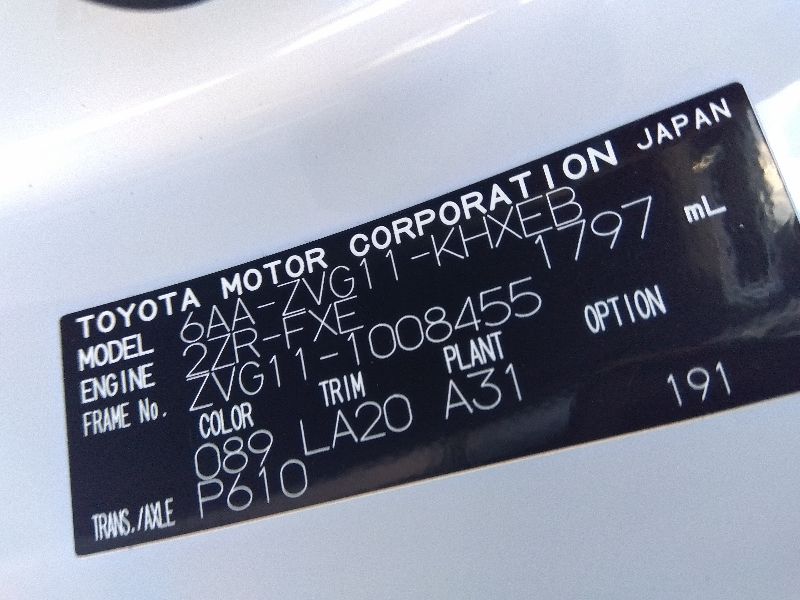 TOYOTA MOTOR CORPORATION JAPAN
MODEL 6AA-ZVG11-KHXEB
ENGINE 2ZR-FXE 1797 mL
FRAME No. ZVG11-1008455
COLOR TRIM PLANT OPTION
089 LA20 A31 191
TRANS./AXLE P610